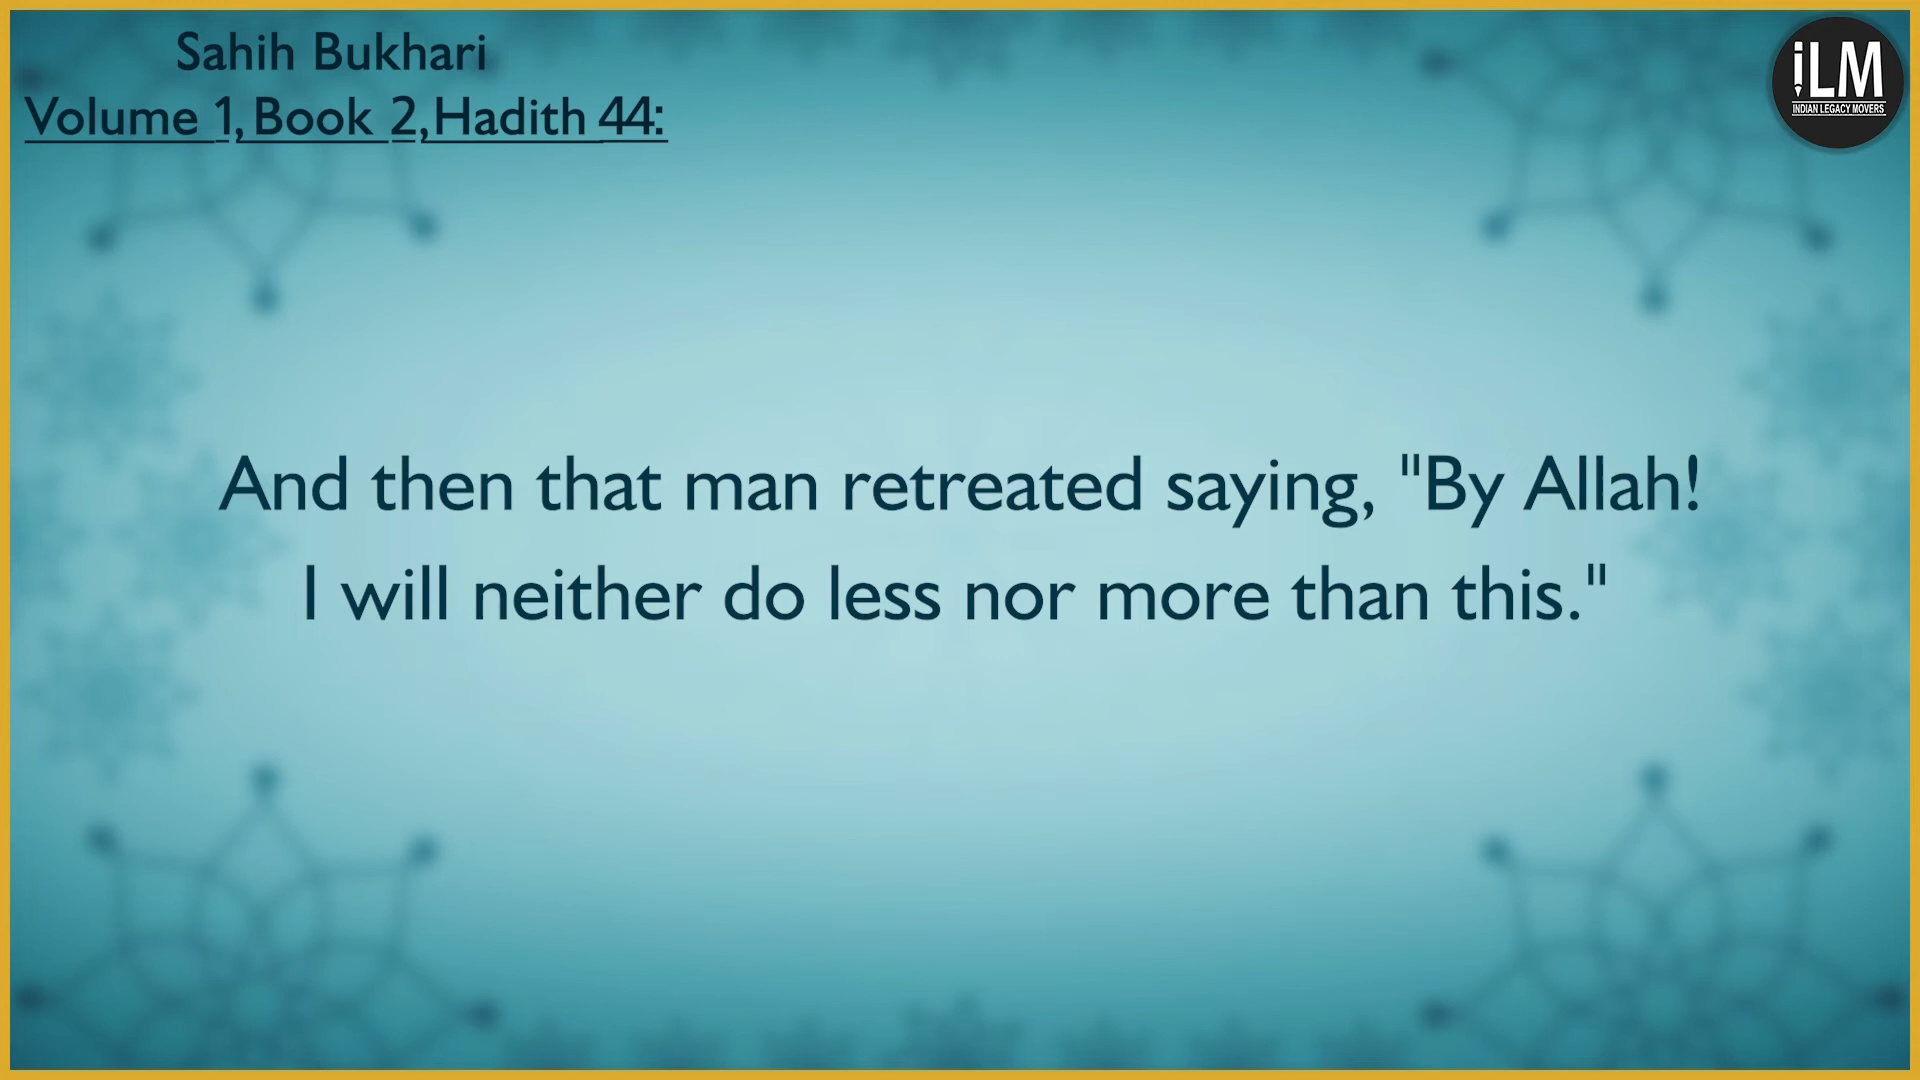 Sahih Bukhari
Volume 1, Book 2, Hadith 44:
iLM
INDIAN LEGACY MOVERS
And then that man retreated saying, "By Allah!
I will neither do less nor more than this."